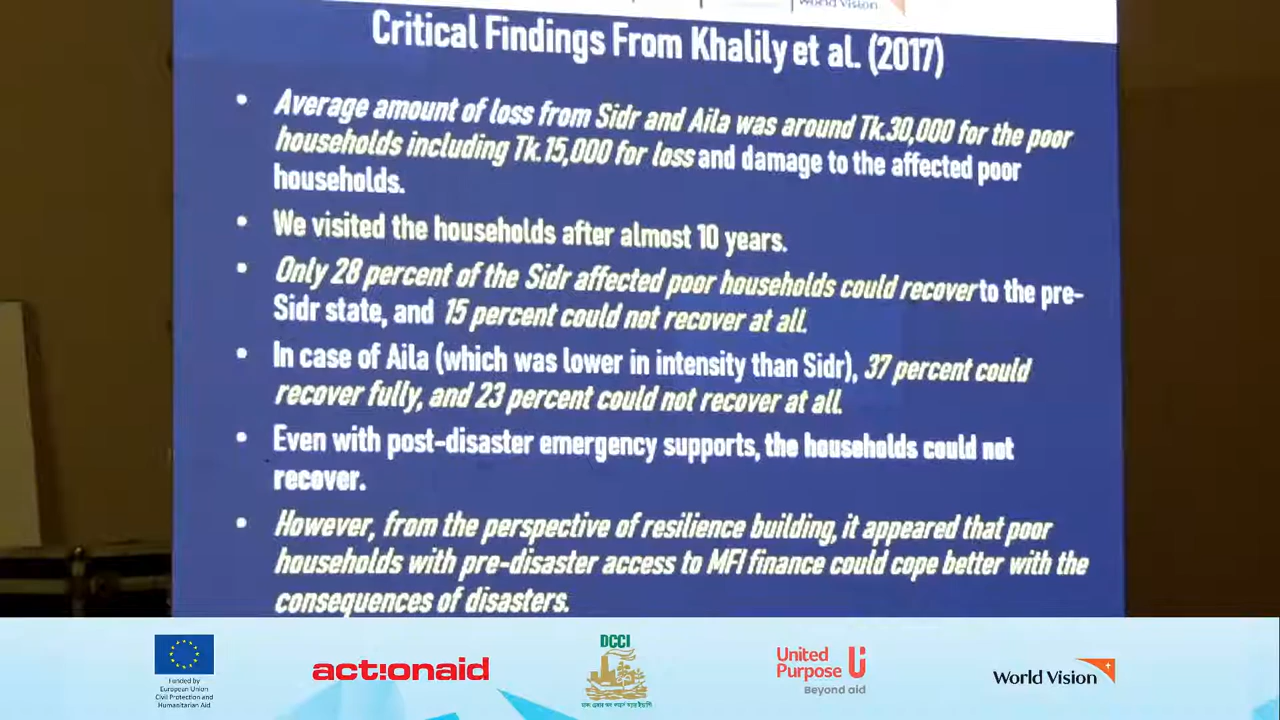 World Vision
Critical Findings From Khalily et al. (2017)
• Average amount of loss from Sidr and Aila was around Tk.30,000 for the poor
households including Tk.15,000 for loss and damage to the affected poor
households.
• We visited the households after almost 10 years.
• Only 28 percent of the Sidr affected poor households could recover to the pre-
Sidr state, and 15 percent could not recover at all.
• In case of Aila (which was lower in intensity than Sidr), 37 percent could
recover fully, and 23 percent could not recover at all.
• Even with post-disaster emergency supports, the households could not
recover.
• However, from the perspective of resilience building, it appeared that poor
households with pre-disaster access to MFI finance could cope better with the
consequences of disasters.
Funded by
European Union
Civil Protection and
Humanitarian Aid
act!onaid
DCCI
United
Purpose
Beyond aid
World Vision